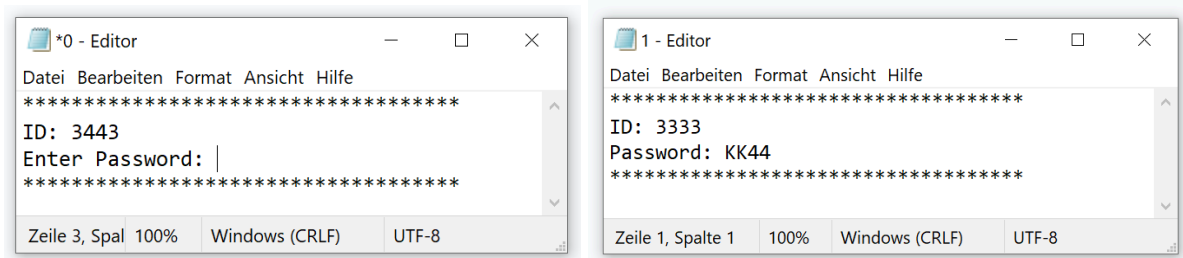 *0 - Editor
Datei Bearbeiten Format Ansicht Hilfe
************************************
ID: 3443
Enter Password:
************************************
Zeile 3, Spal 100% Windows (CRLF) UTF-8
1 - Editor
Datei Bearbeiten Format Ansicht Hilfe
************************************
ID: 3333
Password: KK44
************************************
Zeile 1, Spalte 1 100% Windows (CRLF) UTF-8